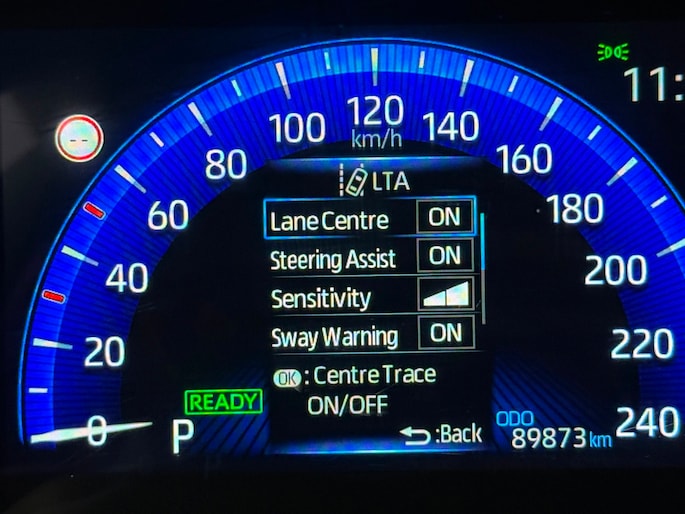 11:
120
100
140
km/h
80
160
LTA
60
180
Lane Centre ON
Steering Assist ON
40
200
Sensitivity
Sway Warning ON
20
220
OK : Centre Trace
ON/OFF
READY
0
P
:Back
ODO
89873 km
240
--